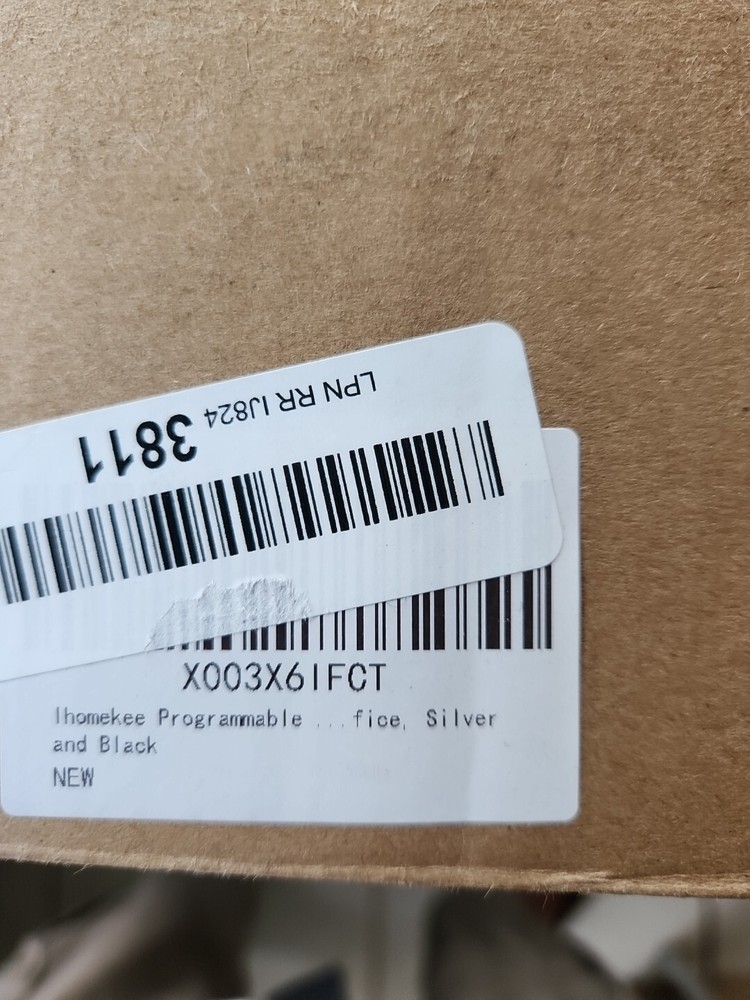 LPN RR IJ824 3811
X003X6IFCT
Ihomekee Programmable ...fice, Silver
and Black
NEW